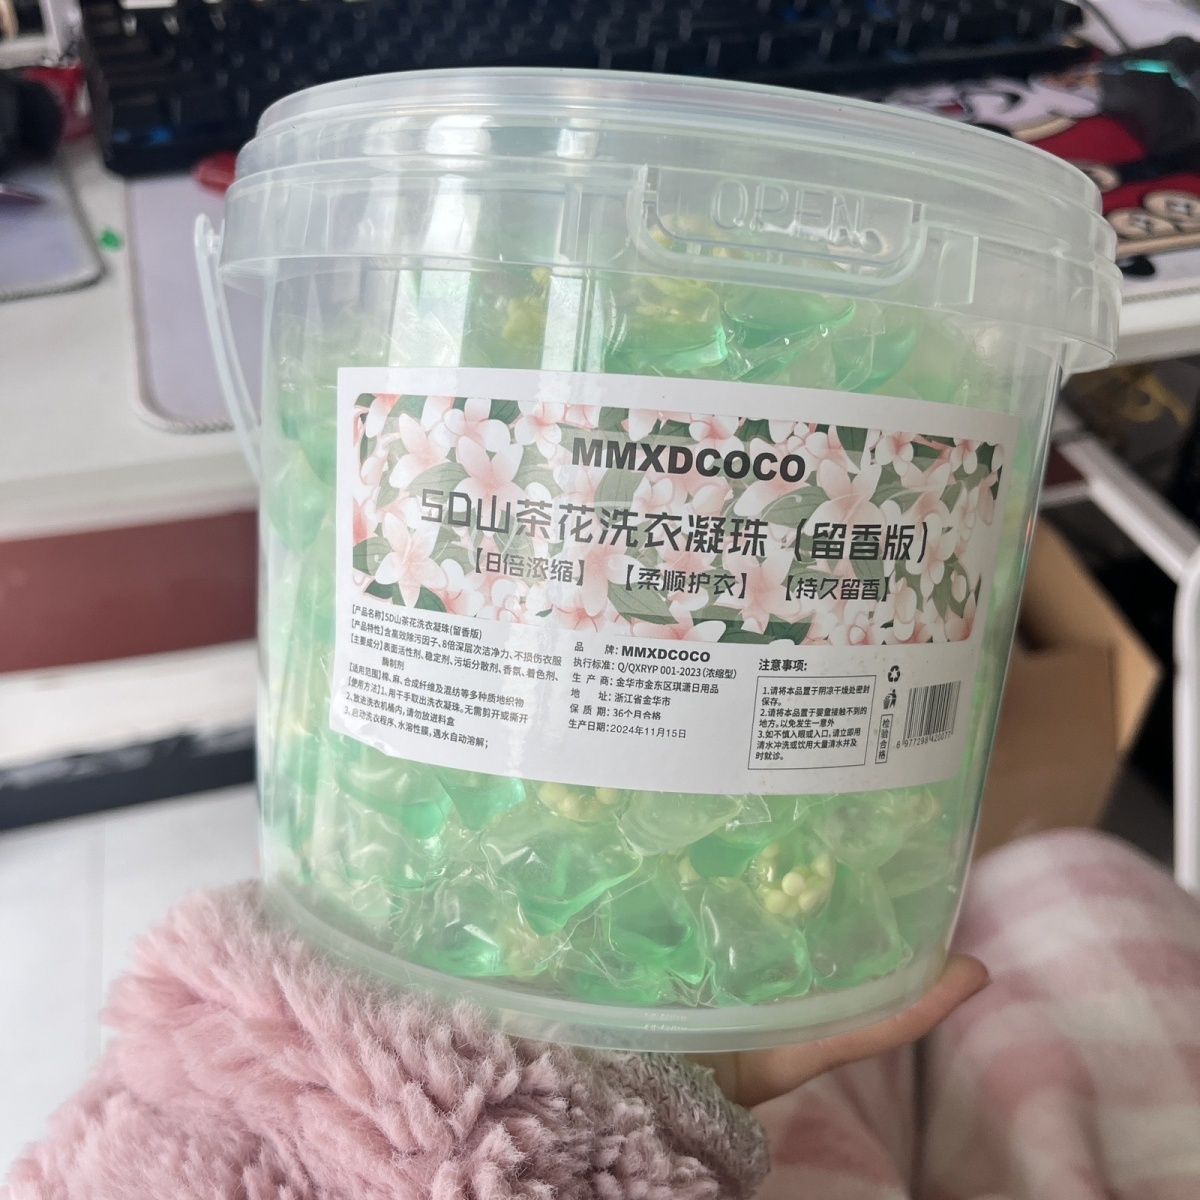 OPEN
MMXDCOCO
5D山茶花洗衣凝珠（留香版）
【8倍浓缩】 【柔顺护衣】 【持久留香】
【产品名称】5D山茶花洗衣凝珠(留香版)
【产品特性】含高效除污因子、8倍深层次洁净力、不损伤衣服
【主要成分】表面活性剂、稳定剂、污垢分散剂、香氛、着色剂、
酶制剂
【适用范围】棉、麻、合成纤维及混纺等多种质地织物
【使用方法】1.用干手取出洗衣凝珠。无需剪开或撕开
2.放进洗衣机桶内,请勿放进料盒
3.启动洗衣程序、水溶性膜,遇水自动溶解；
品 牌: MMXDCOCO
执行标准: Q/QXRYP 001-2023 (浓缩型)
生 产 商: 金华市金东区琪潇日用品
地 址: 浙江省金华市
保 质 期: 36个月合格
生产日期: 2024年11月15日
注意事项:
1.请将本品置于阴凉干燥处密封
保存。
2.请将本品置于婴童接触不到的
地方。以免发生一意外
3.如不慎入眼或入口,请立即用
清水冲洗或饮用大量清水并及
时就诊。
检验合格